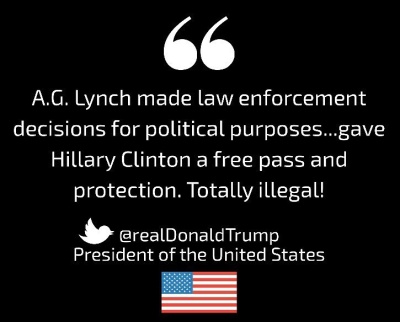 A.G. Lynch made law enforcement
decisions for political purposes...gave
Hillary Clinton a free pass and
protection. Totally illegal!
@realDonaldTrump
President of the United States